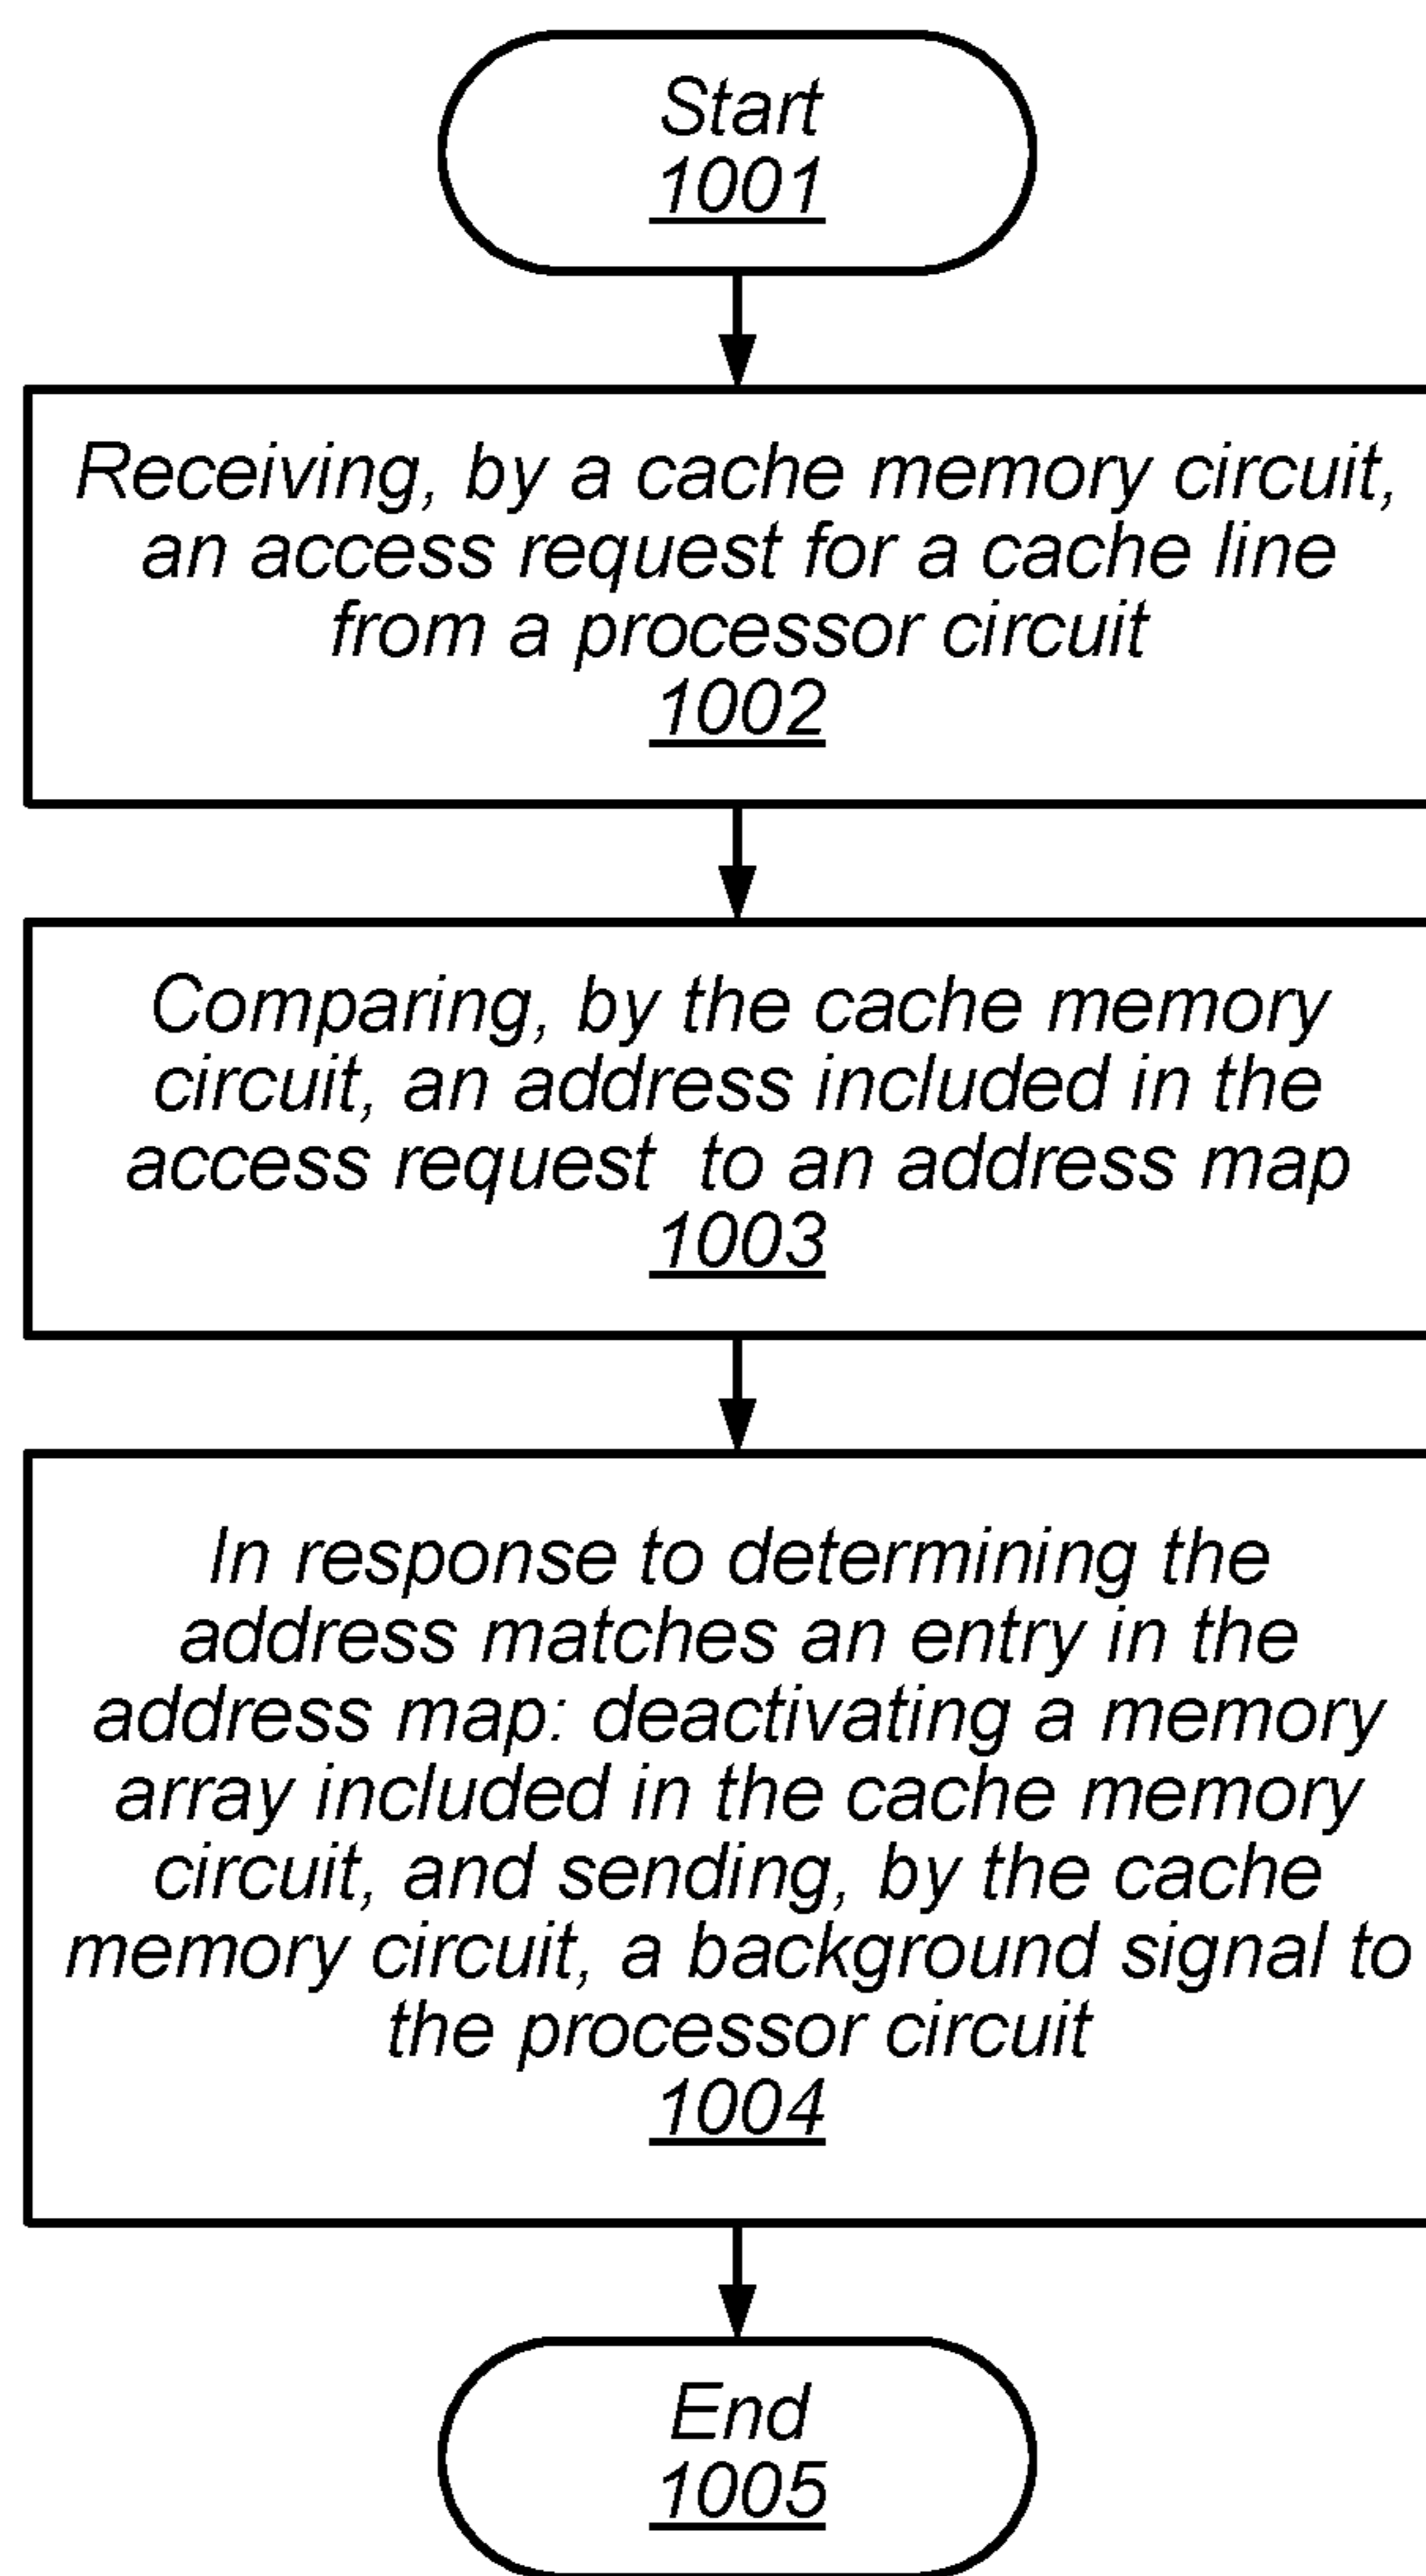 Start
1001
Receiving, by a cache memory circuit,
an access request for a cache line
from a processor circuit
1002
Comparing, by the cache memory
circuit, an address included in the
access request to an address map
1003
In response to determining the
address matches an entry in the
address map: deactivating a memory
array included in the cache memory
circuit, and sending, by the cache
memory circuit, a background signal to
the processor circuit
1004
End
1005